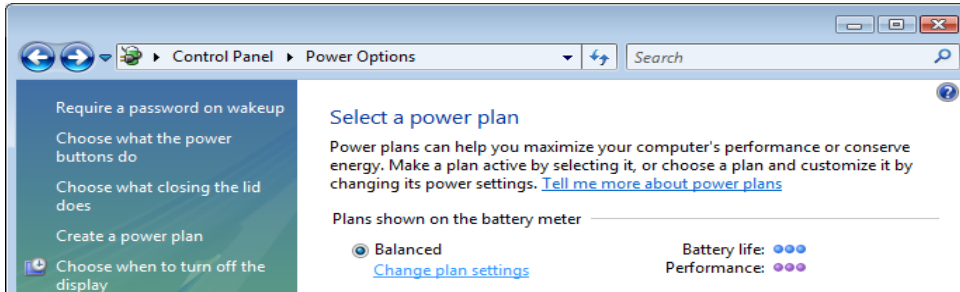 Control Panel Power Options Search
Require a password on wakeup
Choose what the power
buttons do
Choose what closing the lid
does
Create a power plan
Choose when to turn off the
display
Select a power plan
Power plans can help you maximize your computer's performance or conserve
energy. Make a plan active by selecting it, or choose a plan and customize it by
changing its power settings. Tell me more about power plans
Plans shown on the battery meter
Balanced Battery life:
Change plan settings Performance: